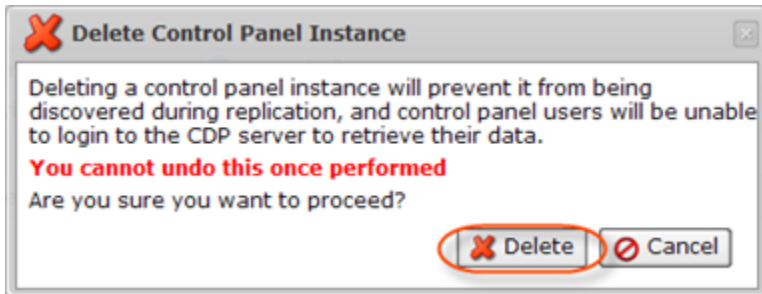 Delete Control Panel Instance
Deleting a control panel instance will prevent it from being
discovered during replication, and control panel users will be unable
to login to the CDP server to retrieve their data.
You cannot undo this once performed
Are you sure you want to proceed?
Delete Cancel